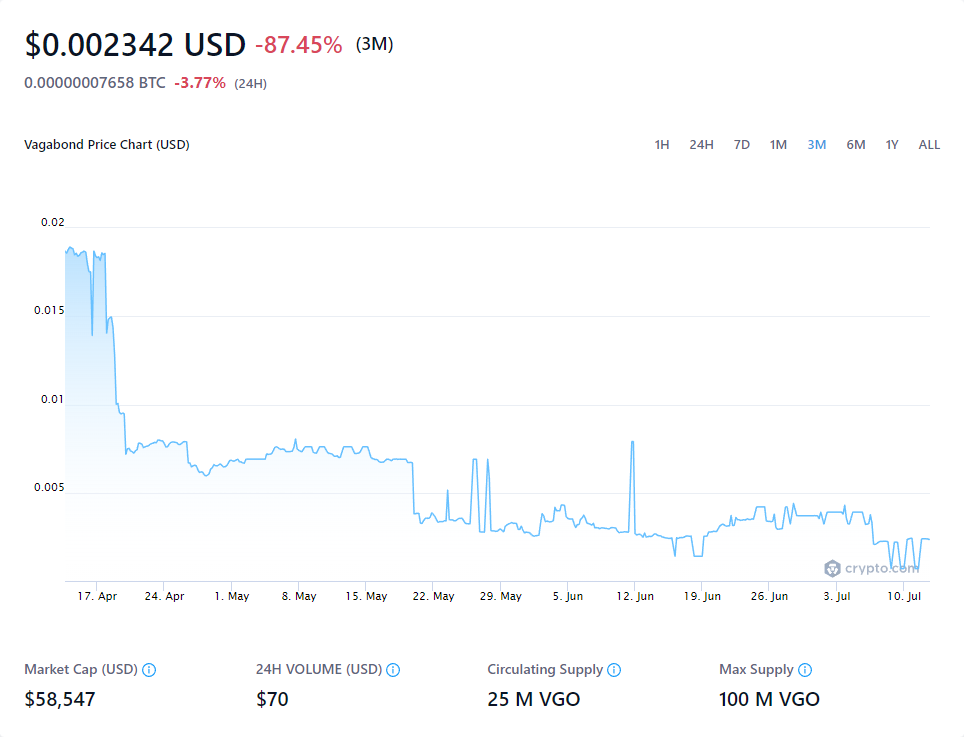 $0.002342 USD -87.45% (3M)
0.00000007658 BTC -3.77% (24H)
Vagabond Price Chart (USD) 1H 24H 7D 1M 3M 6M 1Y ALL
0.02
0.015
0.01
0.005
crypto.com
17. Apr 24. Apr 1. May 8. May 15. May 22. May 29. May 5. Jun 12. Jun 19. Jun 26. Jun 3. Jul 10. Jul
Market Cap (USD) 24H VOLUME (USD) Circulating Supply Max Supply
$58,547 $70 25 M VGO 100 M VGO